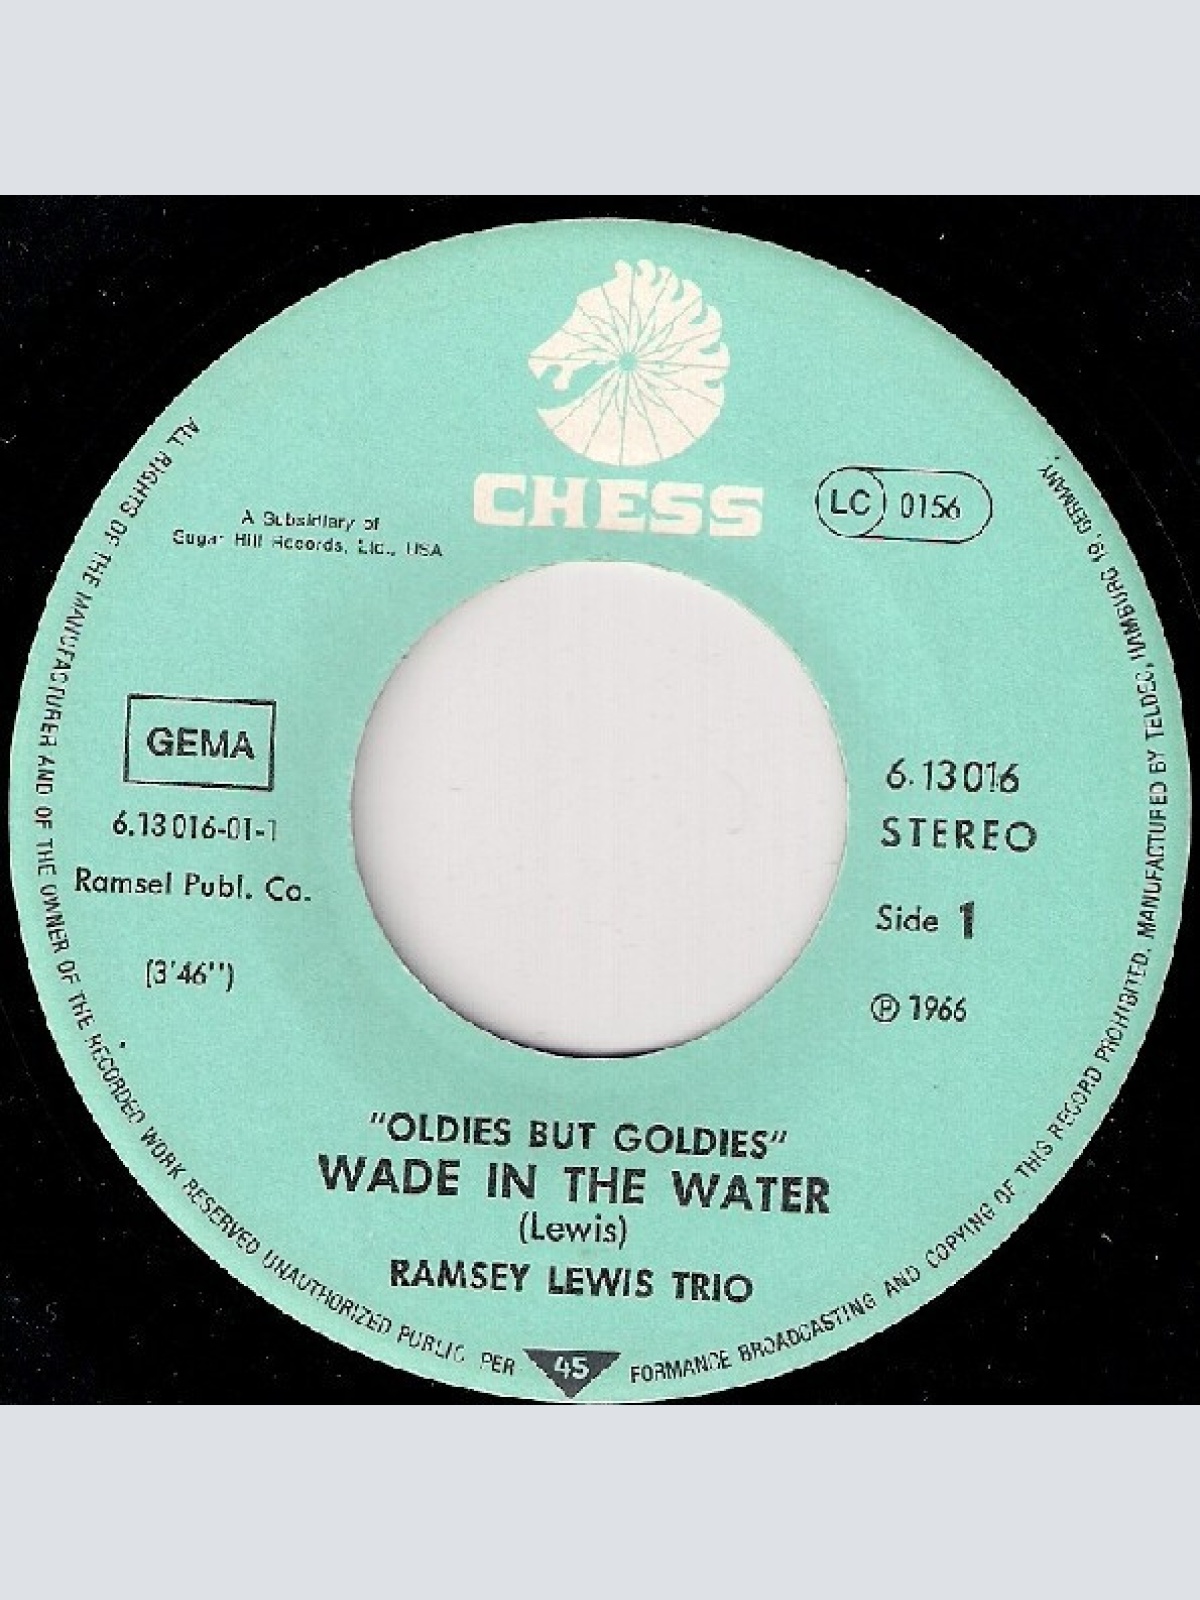 CHESS
LC 0156
A Subsidiary of
Sugar Hill Records, Ltd., USA
GEMA
6.13016-01-1
Ramsel Publ. Co.
(3'46'')
6.13016
STEREO
Side 1
℗ 1966
"OLDIES BUT GOLDIES"
WADE IN THE WATER
(Lewis)
RAMSEY LEWIS TRIO
45
ALL RIGHTS OF THE MANUFACTURER AND OF THE OWNER OF THE RECORDED WORK RESERVED UNAUTHORIZED PUBLIC PER FORMANCE BROADCASTING AND COPYING OF THIS RECORD PROHIBITED. MANUFACTURED BY TELDEC, HAMBURG 19, GERMANY.